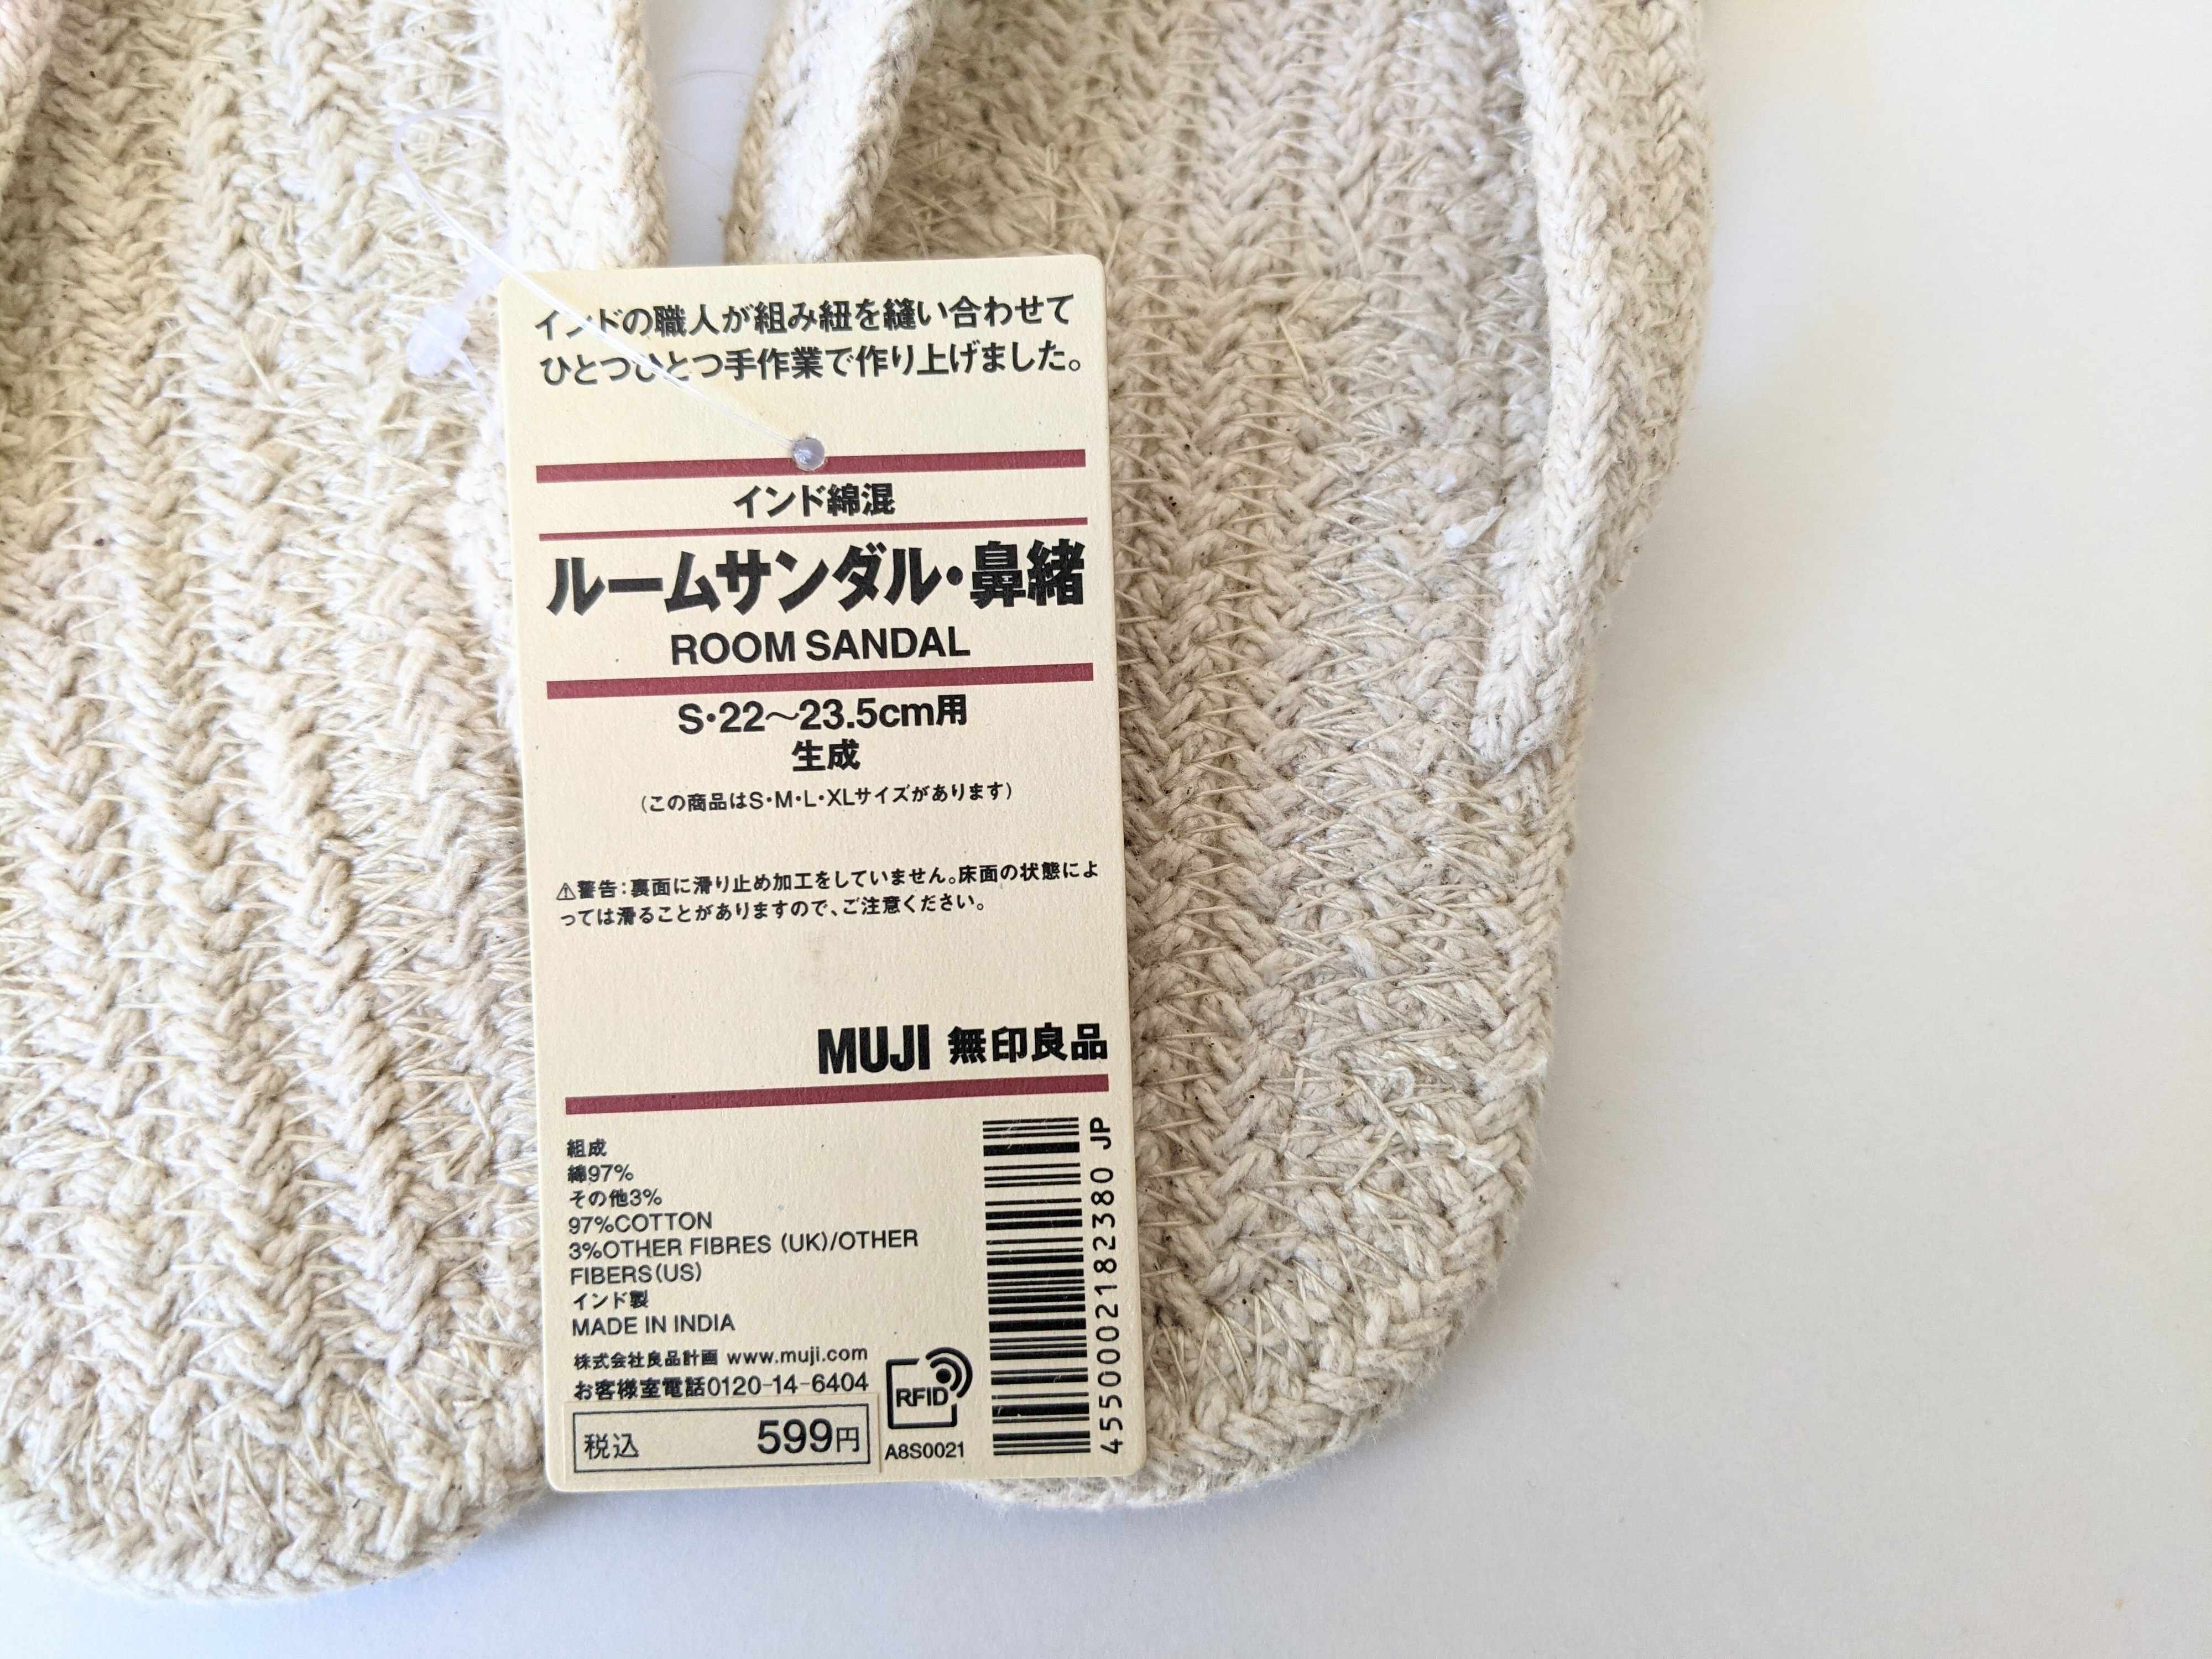 インドの職人が組み紐を縫い合わせて
ひとつひとつ手作業で作り上げました。
インド綿混
ルームサンダル・鼻緒
ROOM SANDAL
S・22～23.5cm用
生成
(この商品はS・M・L・XLサイズがあります)
⚠警告：裏面に滑り止め加工をしていません。床面の状態によ
っては滑ることがありますので、ご注意ください。
MUJI 無印良品
組成
綿97%
その他3%
97%COTTON
3%OTHER FIBRES (UK)/OTHER
FIBERS(US)
インド製
MADE IN INDIA
株式会社良品計画 www.muji.com
お客様室電話0120-14-6404
税込 599円
RFID
A8S0021
4550002182380 JP